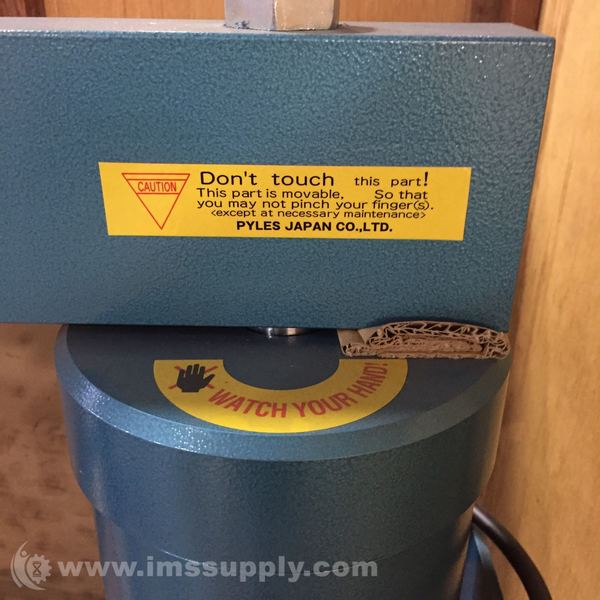 CAUTION
Don't touch this part!
This part is movable, So that
you may not pinch your finger(s).
<except at necessary maintenance>
PYLES JAPAN CO.,LTD.
WATCH YOUR HAND!
www.imssupply.com